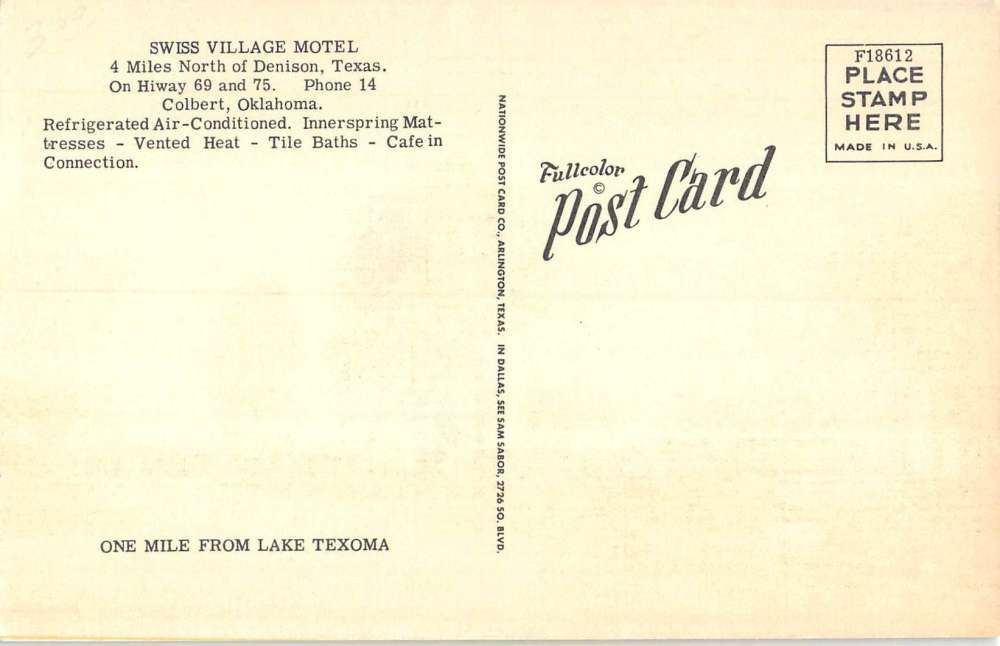 SWISS VILLAGE MOTEL
4 Miles North of Denison, Texas.
On Hiway 69 and 75. Phone 14
Colbert, Oklahoma.
Refrigerated Air-Conditioned. Innerspring Mat-
tresses - Vented Heat - Tile Baths - Cafe in
Connection.
ONE MILE FROM LAKE TEXOMA
NATIONWIDE POST CARD CO., ARLINGTON, TEXAS. IN DALLAS, SEE SAM SABOR, 2726 SO. BLVD.
Fullcolor
©
Post Card
F18612
PLACE
STAMP
HERE
MADE IN U.S.A.